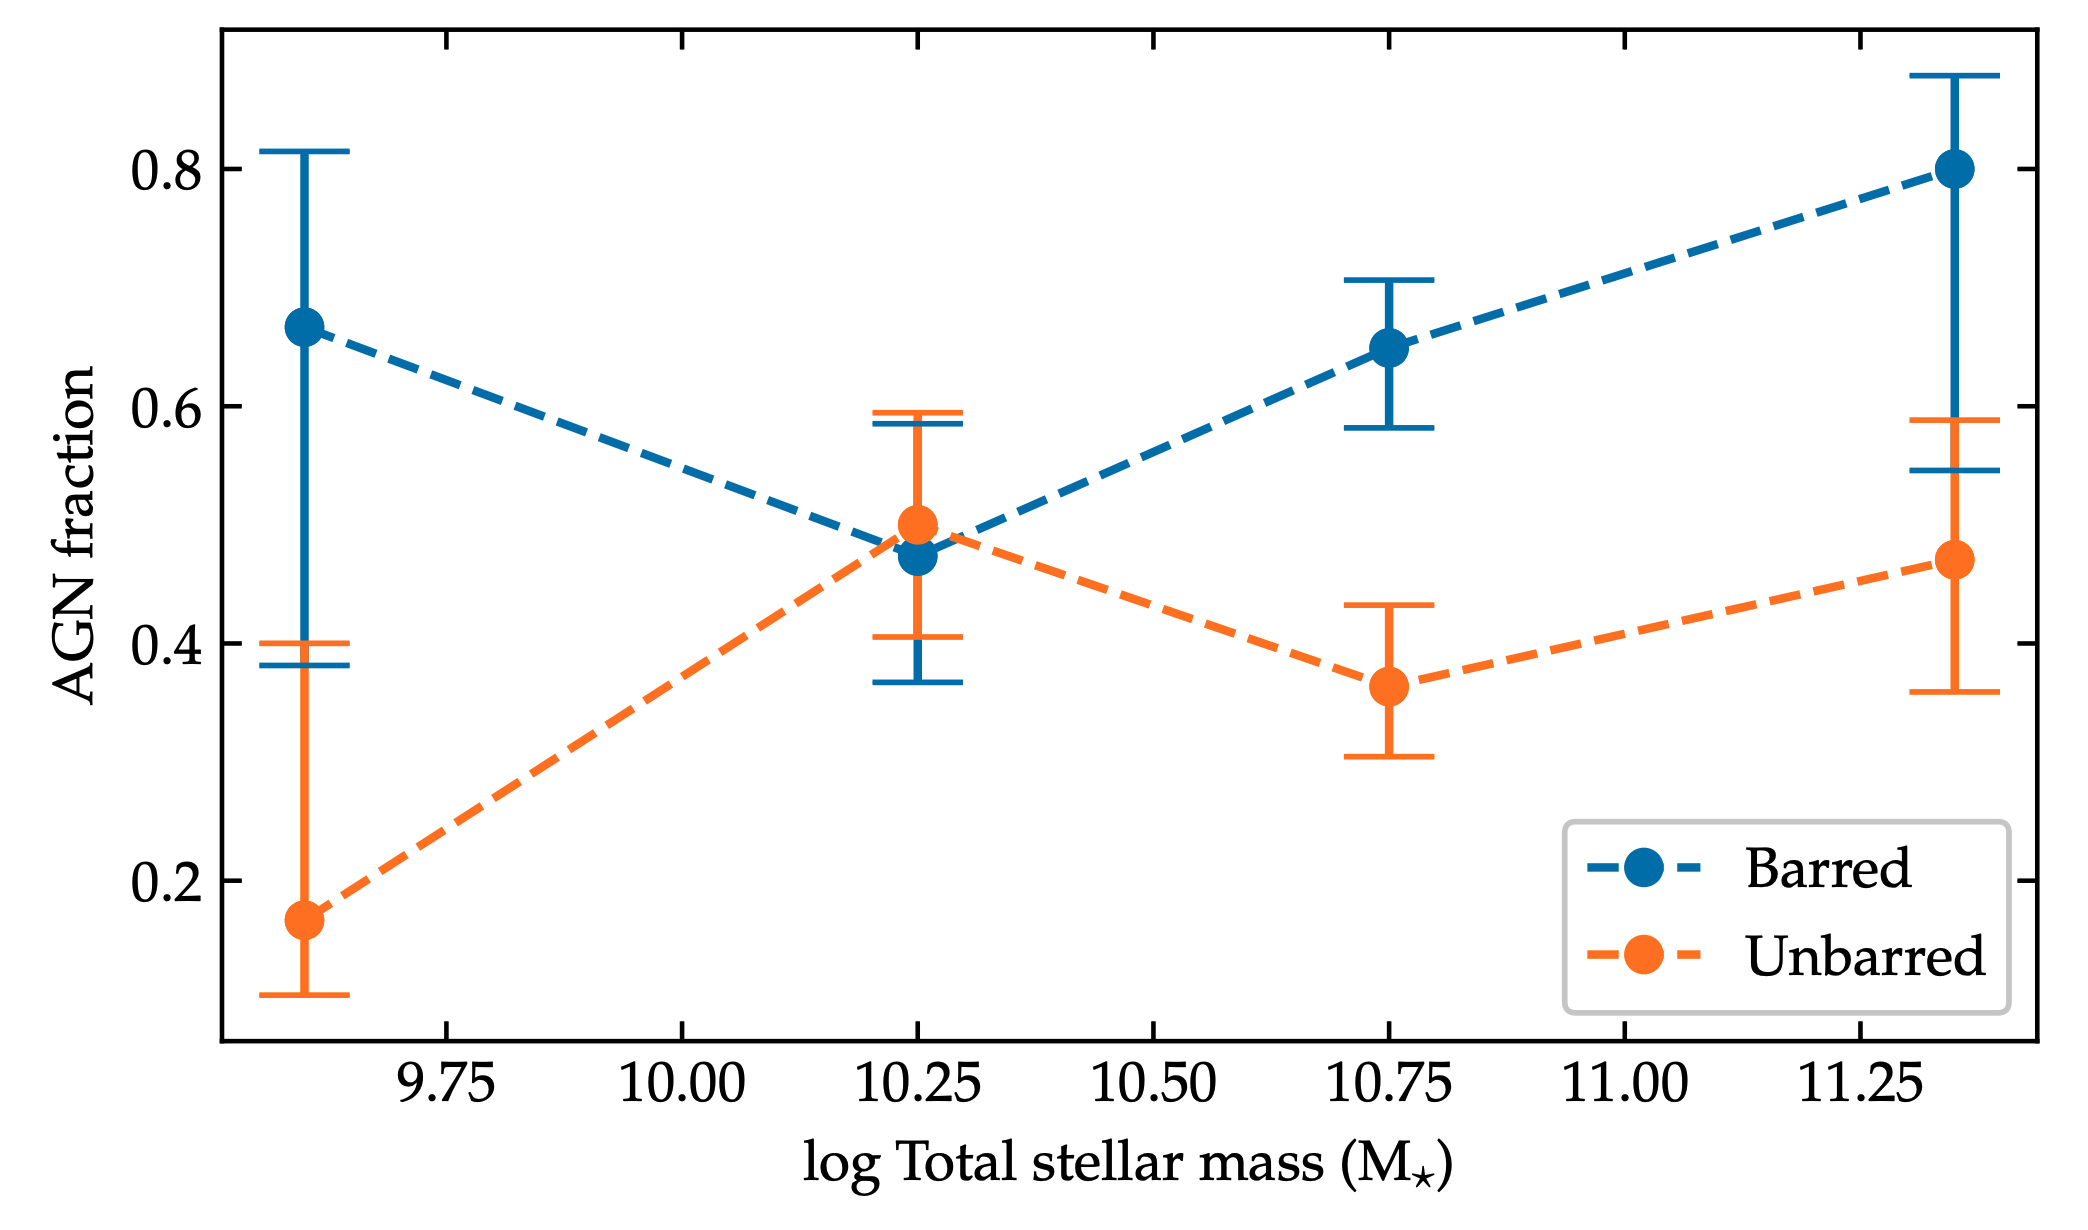 0.8
0.6
0.4
0.2
AGN fraction
9.75 10.00 10.25 10.50 10.75 11.00 11.25
log Total stellar mass (M⋆)
Barred
Unbarred